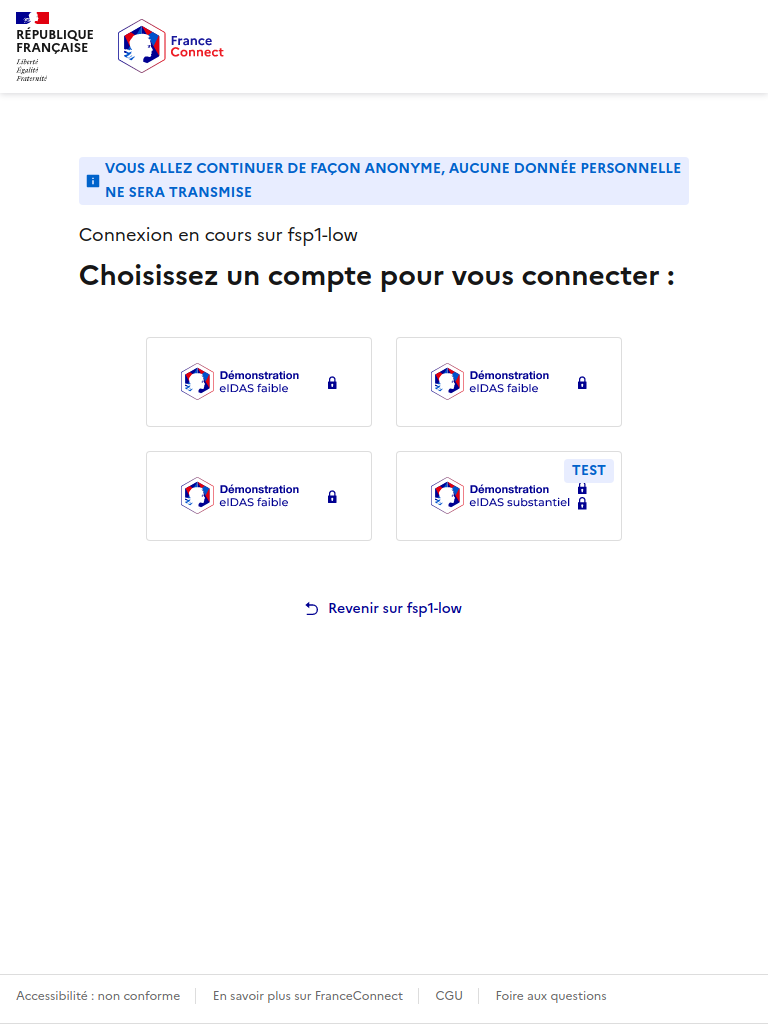 RÉPUBLIQUE
FRANÇAISE
Liberté
Égalité
Fraternité
France
Connect
VOUS ALLEZ CONTINUER DE FAÇON ANONYME, AUCUNE DONNÉE PERSONNELLE
NE SERA TRANSMISE
Connexion en cours sur fsp1-low
Choisissez un compte pour vous connecter :
Démonstration
eIDAS faible
Démonstration
eIDAS faible
Démonstration
eIDAS faible
TEST
Démonstration
eIDAS substantiel
Revenir sur fsp1-low
Accessibilité : non conforme
En savoir plus sur FranceConnect
CGU
Foire aux questions